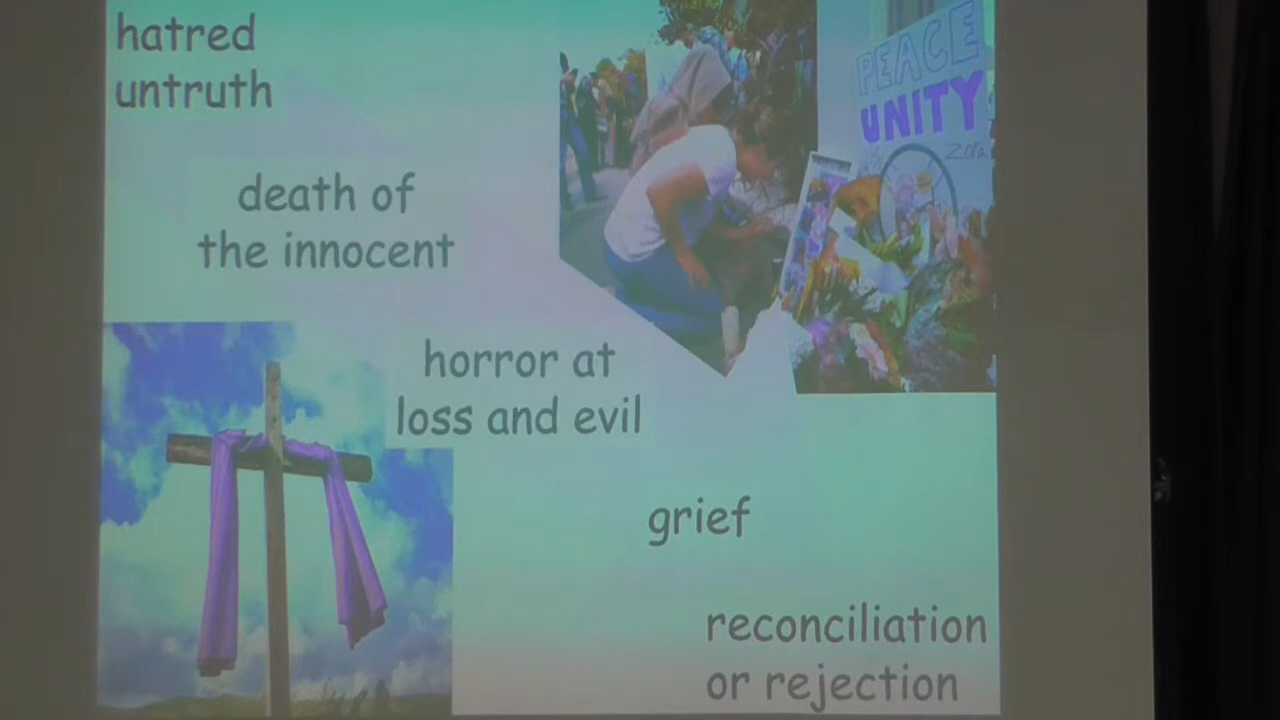 hatred
untruth
PEACE
UNITY
death of
the innocent
horror at
loss and evil
grief
reconciliation
or rejection